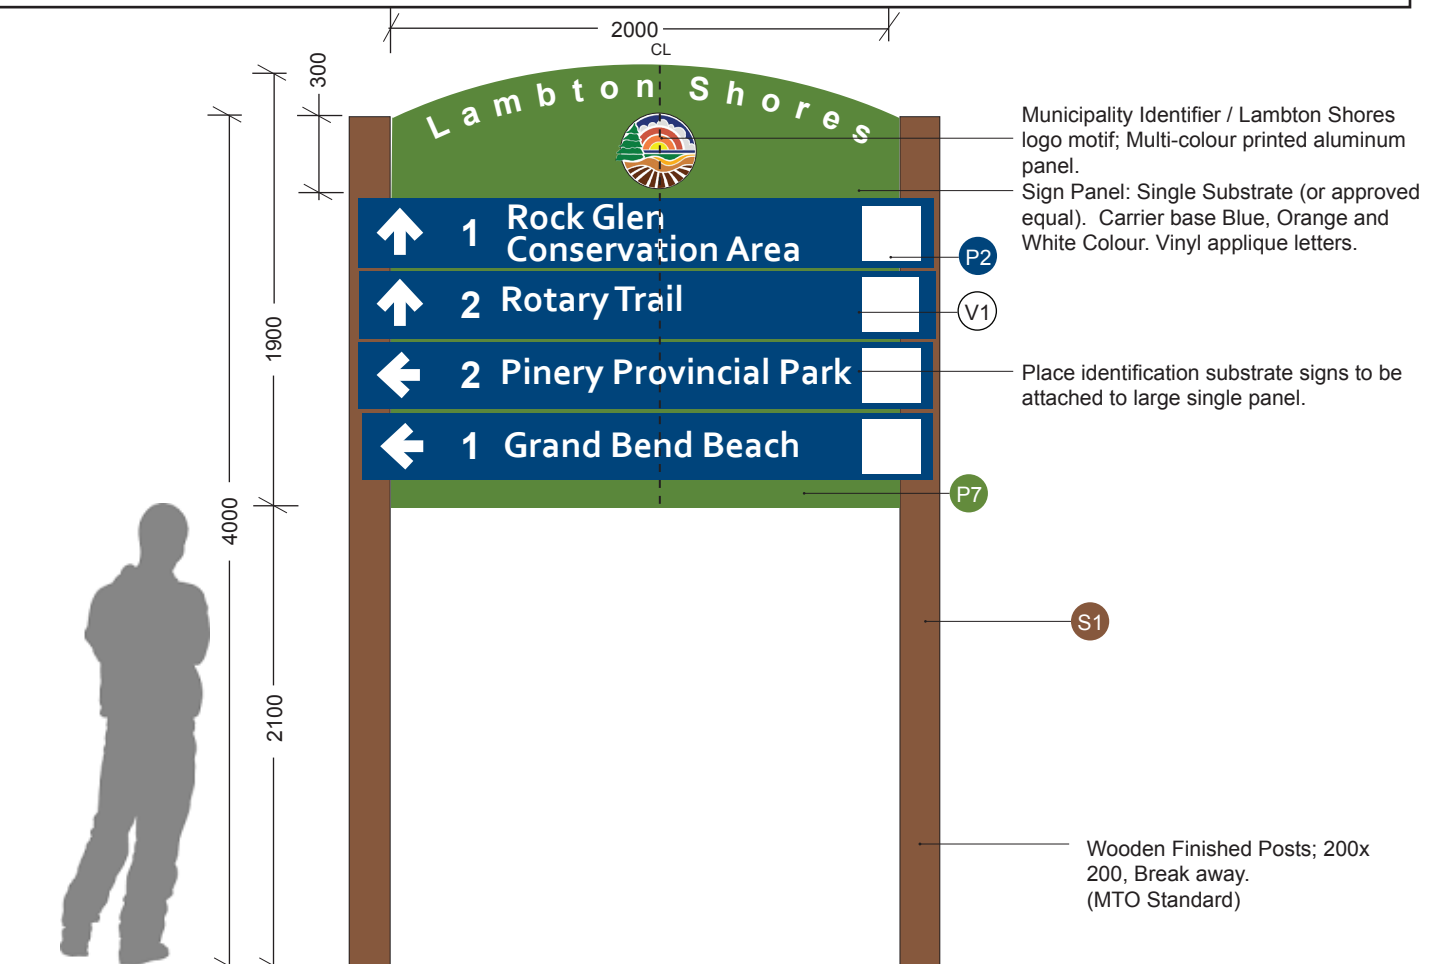 2000
CL
300
Lambton Shores
Municipality Identifier / Lambton Shores
logo motif; Multi-colour printed aluminum
panel.
Sign Panel: Single Substrate (or approved
equal). Carrier base Blue, Orange and
White Colour. Vinyl applique letters.
1 Rock Glen
Conservation Area
P2
2 Rotary Trail
V1
1900
2 Pinery Provincial Park
Place identification substrate signs to be
attached to large single panel.
1 Grand Bend Beach
P7
4000
S1
2100
Wooden Finished Posts; 200x
200, Break away.
(MTO Standard)